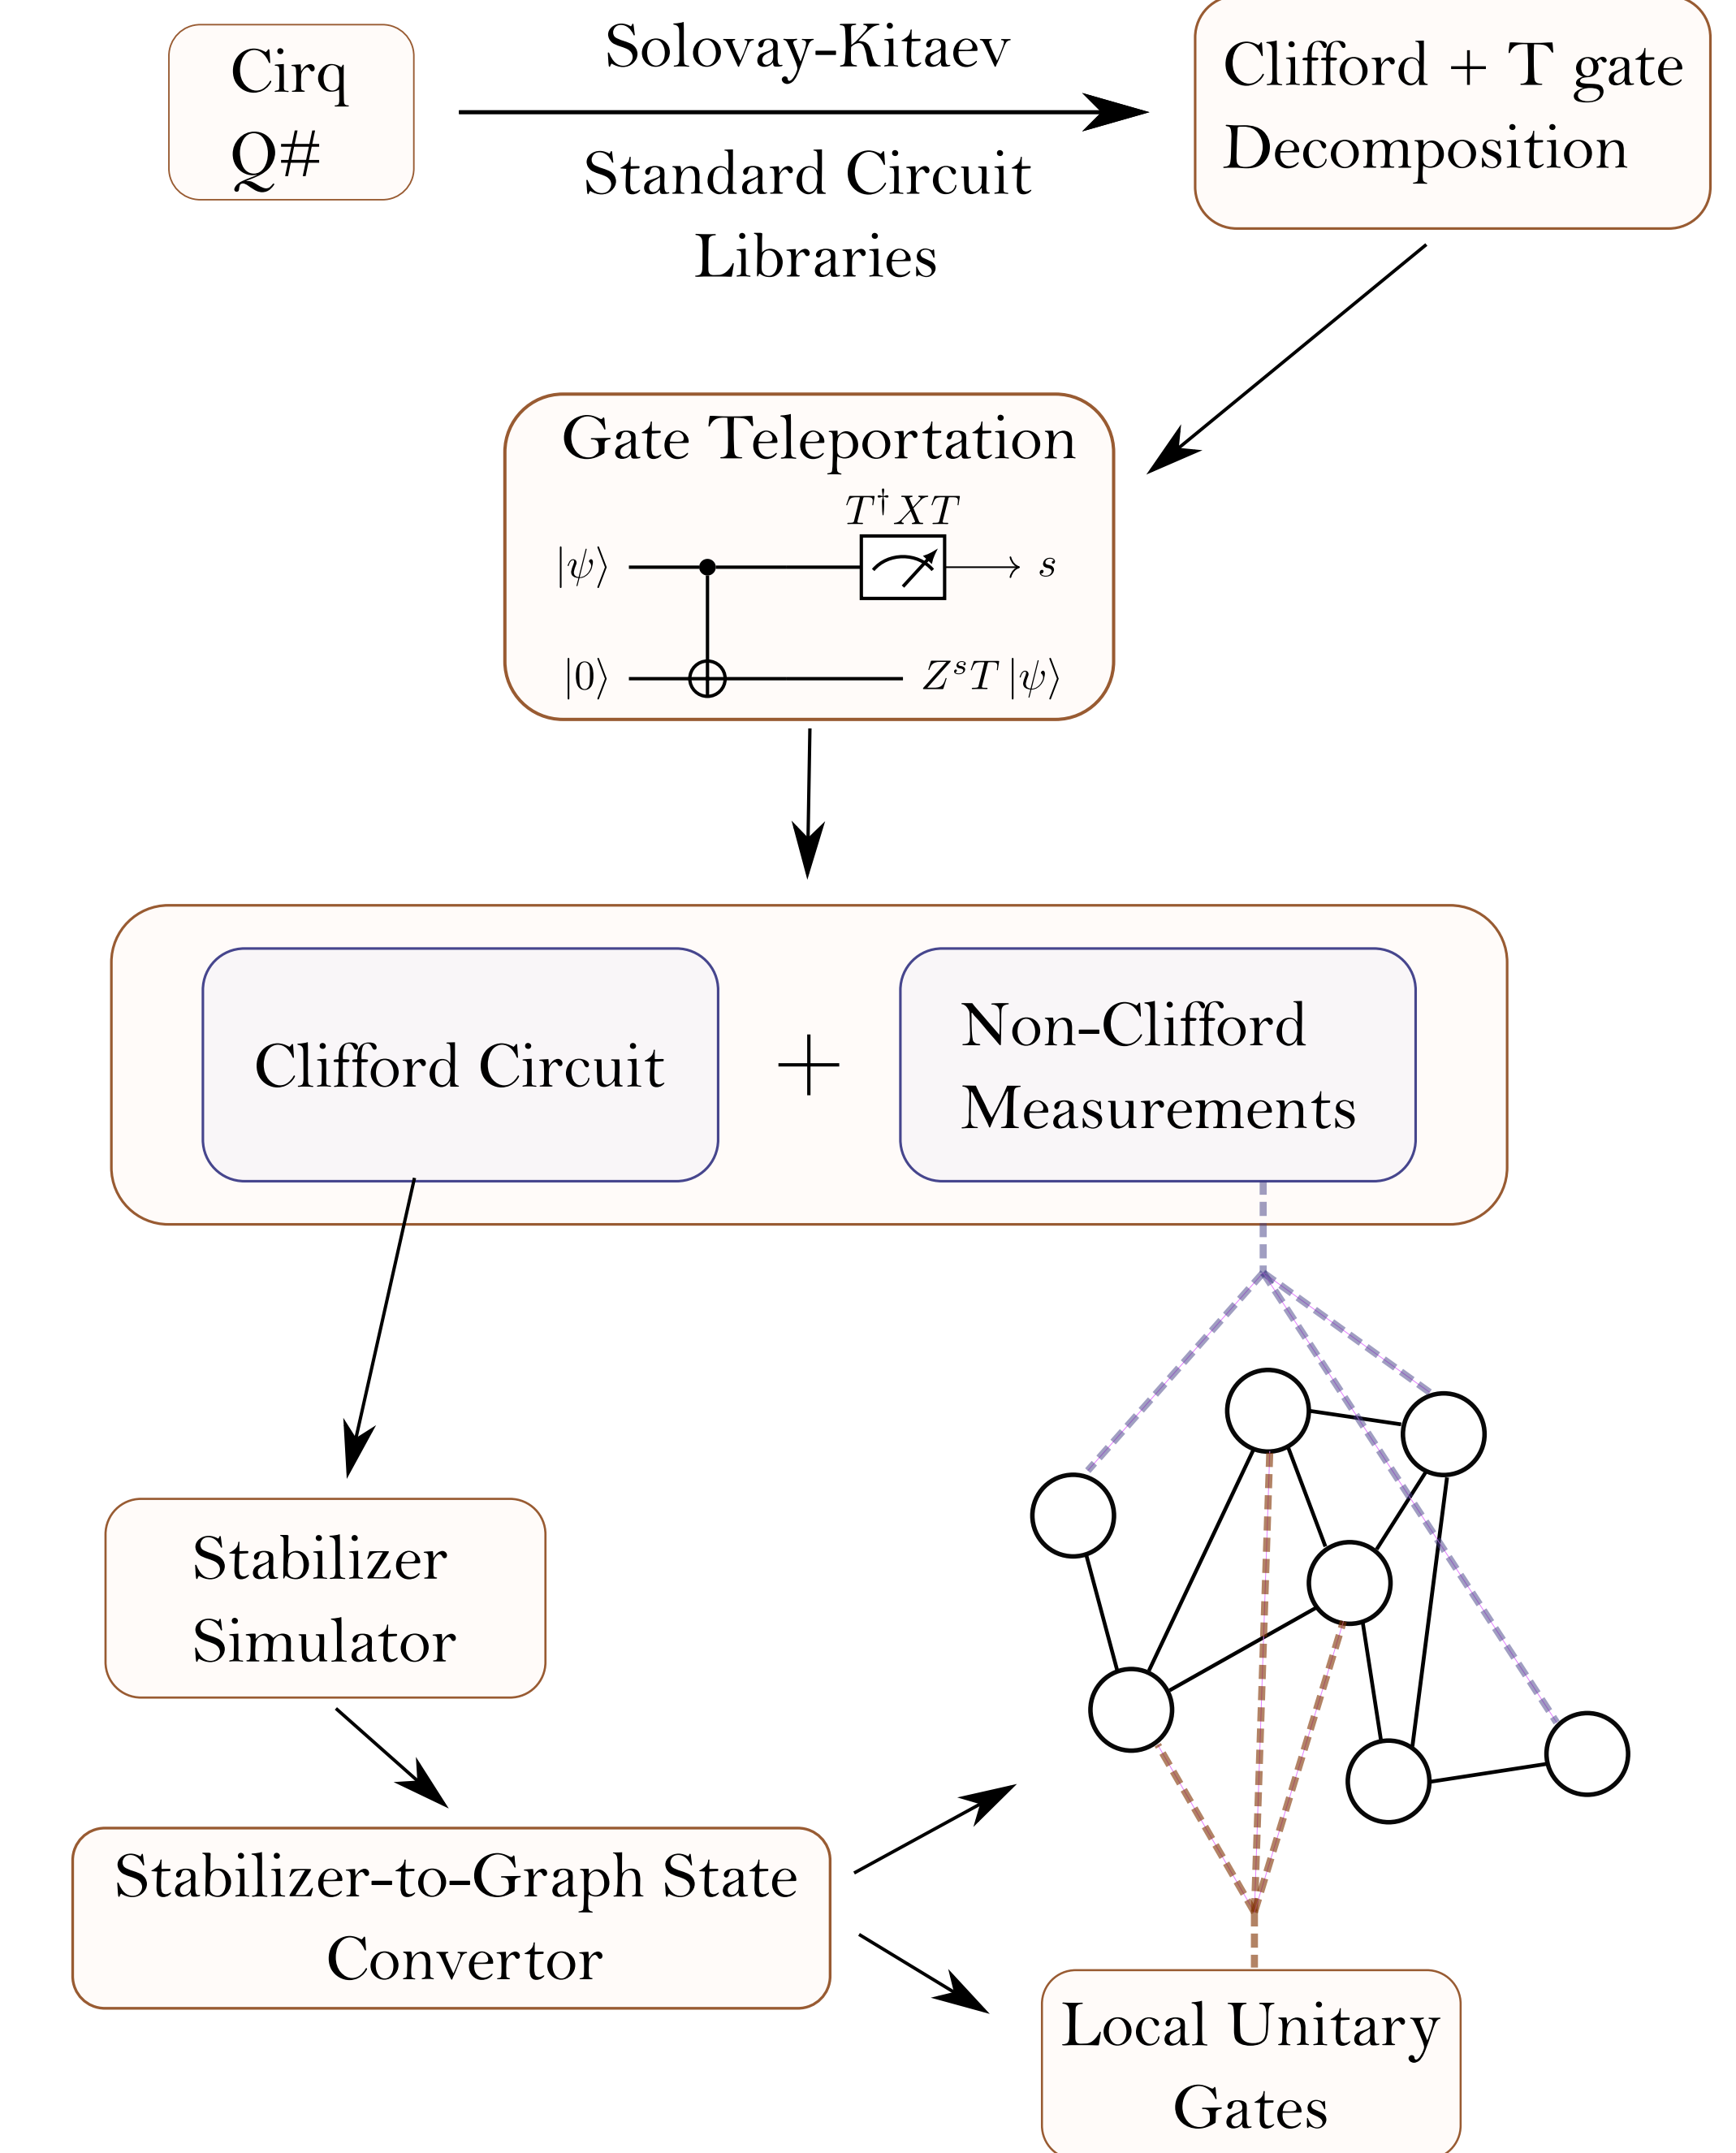 Cirq
Q#
Solovay-Kitaev
Standard Circuit
Libraries
Clifford + T gate
Decomposition
Gate Teleportation
T†XT
|ψ⟩
s
|0⟩
ZˢT |ψ⟩
Clifford Circuit
+
Non-Clifford
Measurements
Stabilizer
Simulator
Stabilizer-to-Graph State
Convertor
Local Unitary
Gates